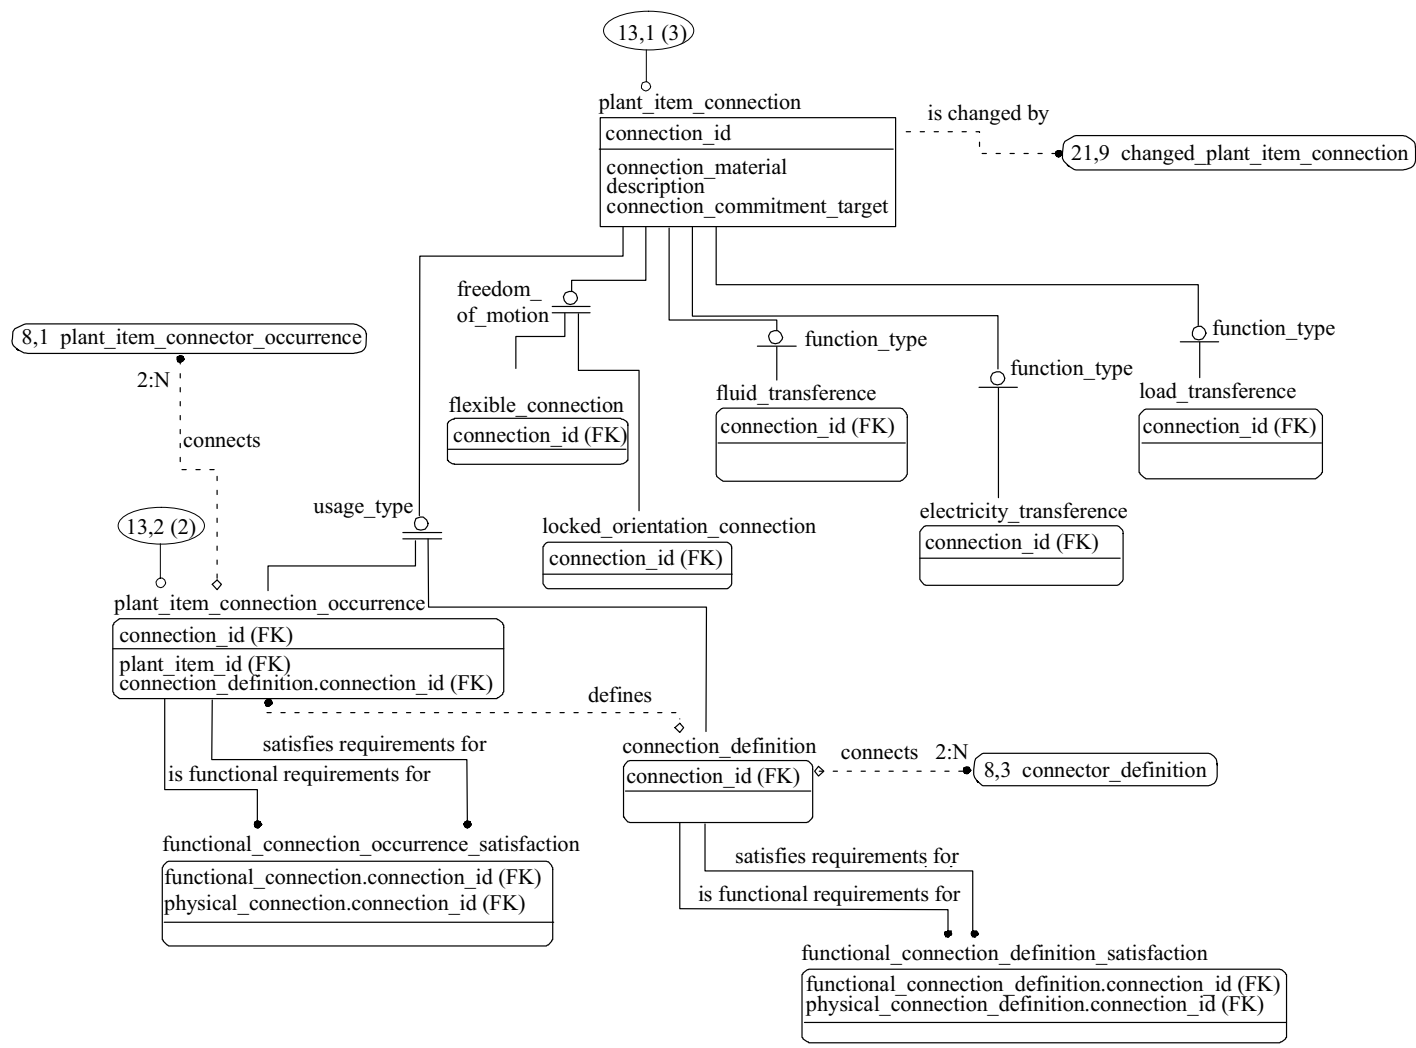 13,1 (3)
plant_item_connection
connection_id
connection_material
description
connection_commitment_target
is changed by
21,9 changed_plant_item_connection
freedom_
of_motion
8,1 plant_item_connector_occurrence
2:N
connects
function_type
function_type
function_type
flexible_connection
connection_id (FK)
fluid_transference
connection_id (FK)
load_transference
connection_id (FK)
usage_type
13,2 (2)
locked_orientation_connection
connection_id (FK)
electricity_transference
connection_id (FK)
plant_item_connection_occurrence
connection_id (FK)
plant_item_id (FK)
connection_definition.connection_id (FK)
defines
satisfies requirements for
is functional requirements for
connection_definition
connection_id (FK)
connects 2:N
8,3 connector_definition
functional_connection_occurrence_satisfaction
functional_connection.connection_id (FK)
physical_connection.connection_id (FK)
satisfies requirements for
is functional requirements for
functional_connection_definition_satisfaction
functional_connection_definition.connection_id (FK)
physical_connection_definition.connection_id (FK)